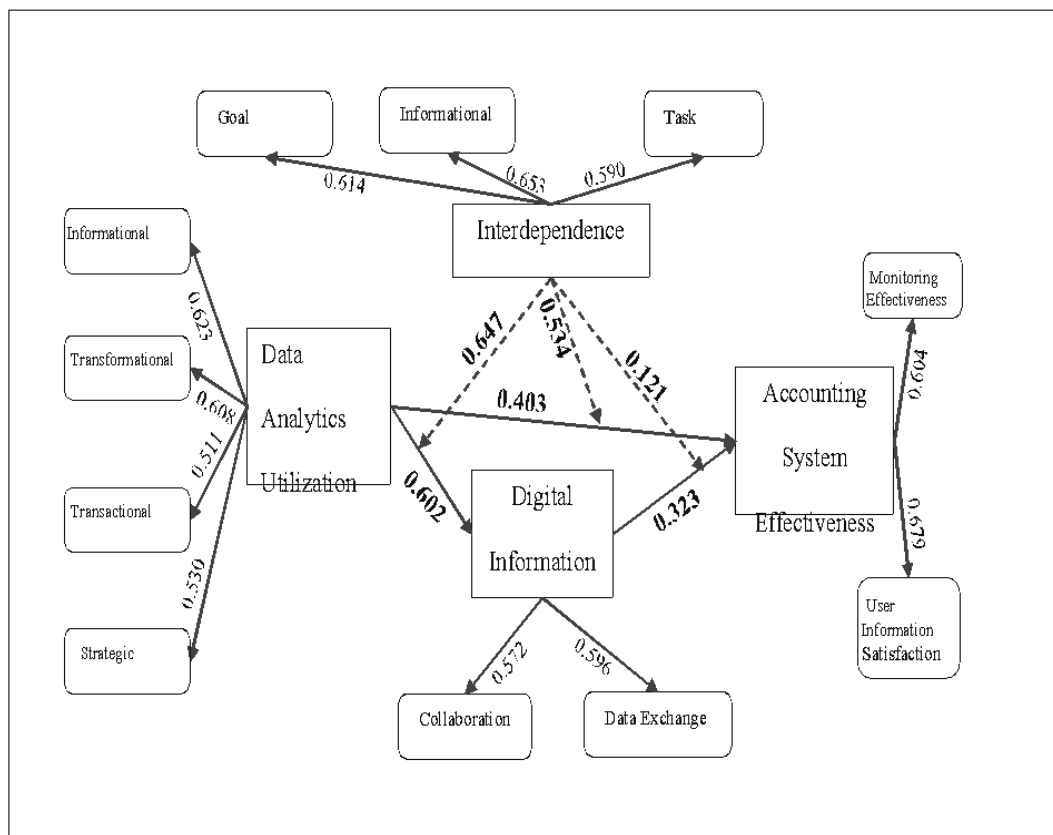 Goal
Informational
Task
0.614
0.653
0.590
Interdependence
Informational
Transformational
Transactional
Strategic
0.623
0.608
0.511
0.530
Data
Analytics
Utilization
0.647
0.534
0.121
0.403
0.602
0.323
Digital
Information
0.572
0.596
Collaboration
Data Exchange
Accounting
System
Effectiveness
Monitoring
Effectiveness
0.604
0.679
User
Information
Satisfaction